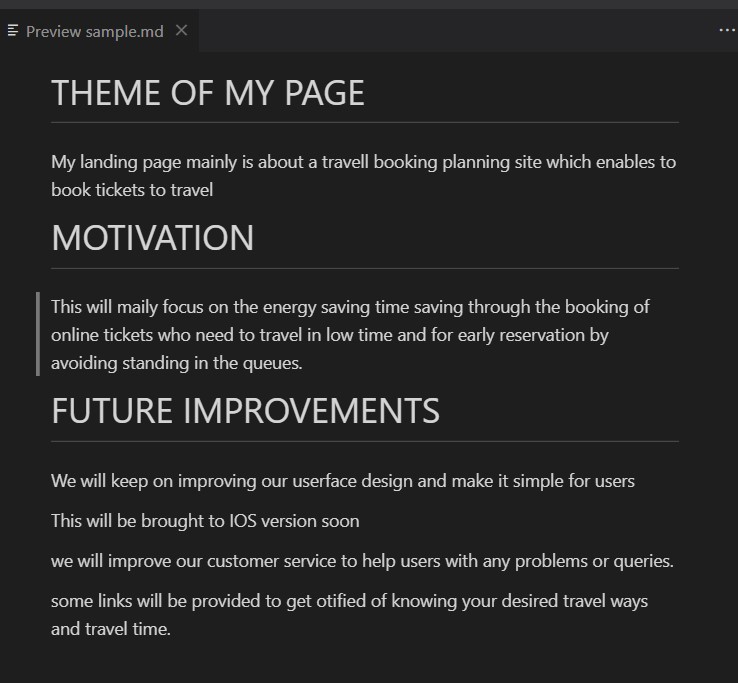 Preview sample.md
THEME OF MY PAGE
My landing page mainly is about a travell booking planning site which enables to
book tickets to travel
MOTIVATION
This will maily focus on the energy saving time saving through the booking of
online tickets who need to travel in low time and for early reservation by
avoiding standing in the queues.
FUTURE IMPROVEMENTS
We will keep on improving our userface design and make it simple for users
This will be brought to IOS version soon
we will improve our customer service to help users with any problems or queries.
some links will be provided to get otified of knowing your desired travel ways
and travel time.